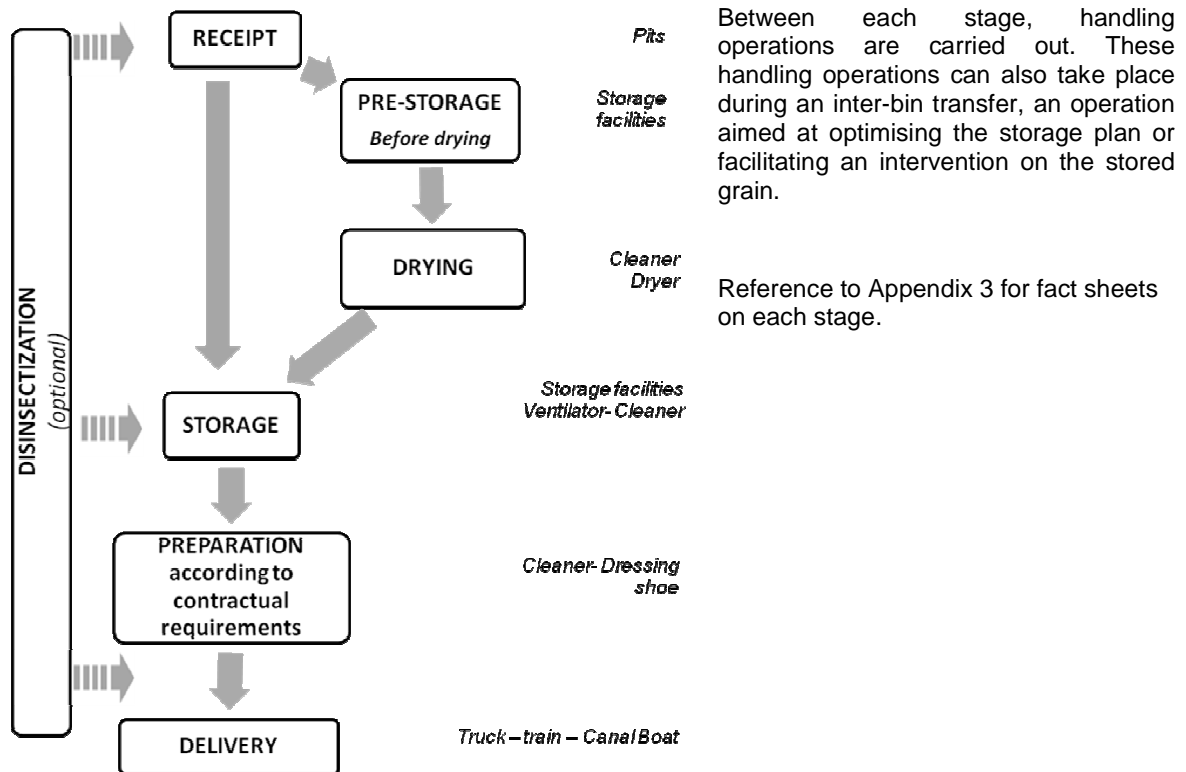 RECEIPT
Pits
PRE-STORAGE
Before drying
Storage
facilities
DRYING
Cleaner
Dryer
DISINSECTIZATION
(optional)
STORAGE
Storage facilities
Ventilator- Cleaner
PREPARATION
according to
contractual
requirements
Cleaner- Dressing
shoe
DELIVERY
Truck – train – Canal Boat
Between each stage, handling
operations are carried out. These
handling operations can also take place
during an inter-bin transfer, an operation
aimed at optimising the storage plan or
facilitating an intervention on the stored
grain.
Reference to Appendix 3 for fact sheets
on each stage.